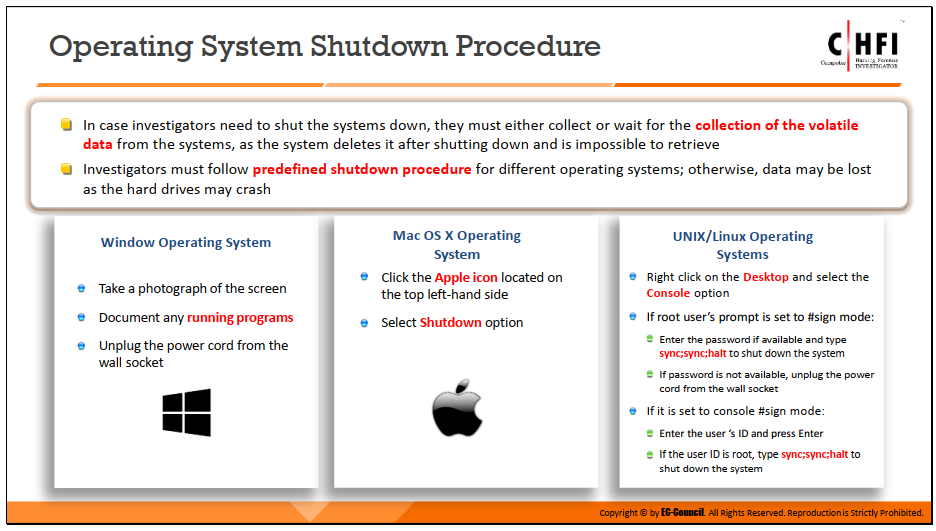 Operating System Shutdown Procedure
CHFI
Computer Hacking Forensic
INVESTIGATOR
In case investigators need to shut the systems down, they must either collect or wait for the collection of the volatile
data from the systems, as the system deletes it after shutting down and is impossible to retrieve
Investigators must follow predefined shutdown procedure for different operating systems; otherwise, data may be lost
as the hard drives may crash
Window Operating System
Take a photograph of the screen
Document any running programs
Unplug the power cord from the
wall socket
Mac OS X Operating
System
Click the Apple icon located on
the top left-hand side
Select Shutdown option
UNIX/Linux Operating
Systems
Right click on the Desktop and select the
Console option
If root user's prompt is set to #sign mode:
Enter the password if available and type
sync;sync;halt to shut down the system
If password is not available, unplug the power
cord from the wall socket
If it is set to console #sign mode:
Enter the user 's ID and press Enter
If the user ID is root, type sync;sync;halt to
shut down the system
Copyright © by EC-Council. All Rights Reserved. Reproduction is Strictly Prohibited.